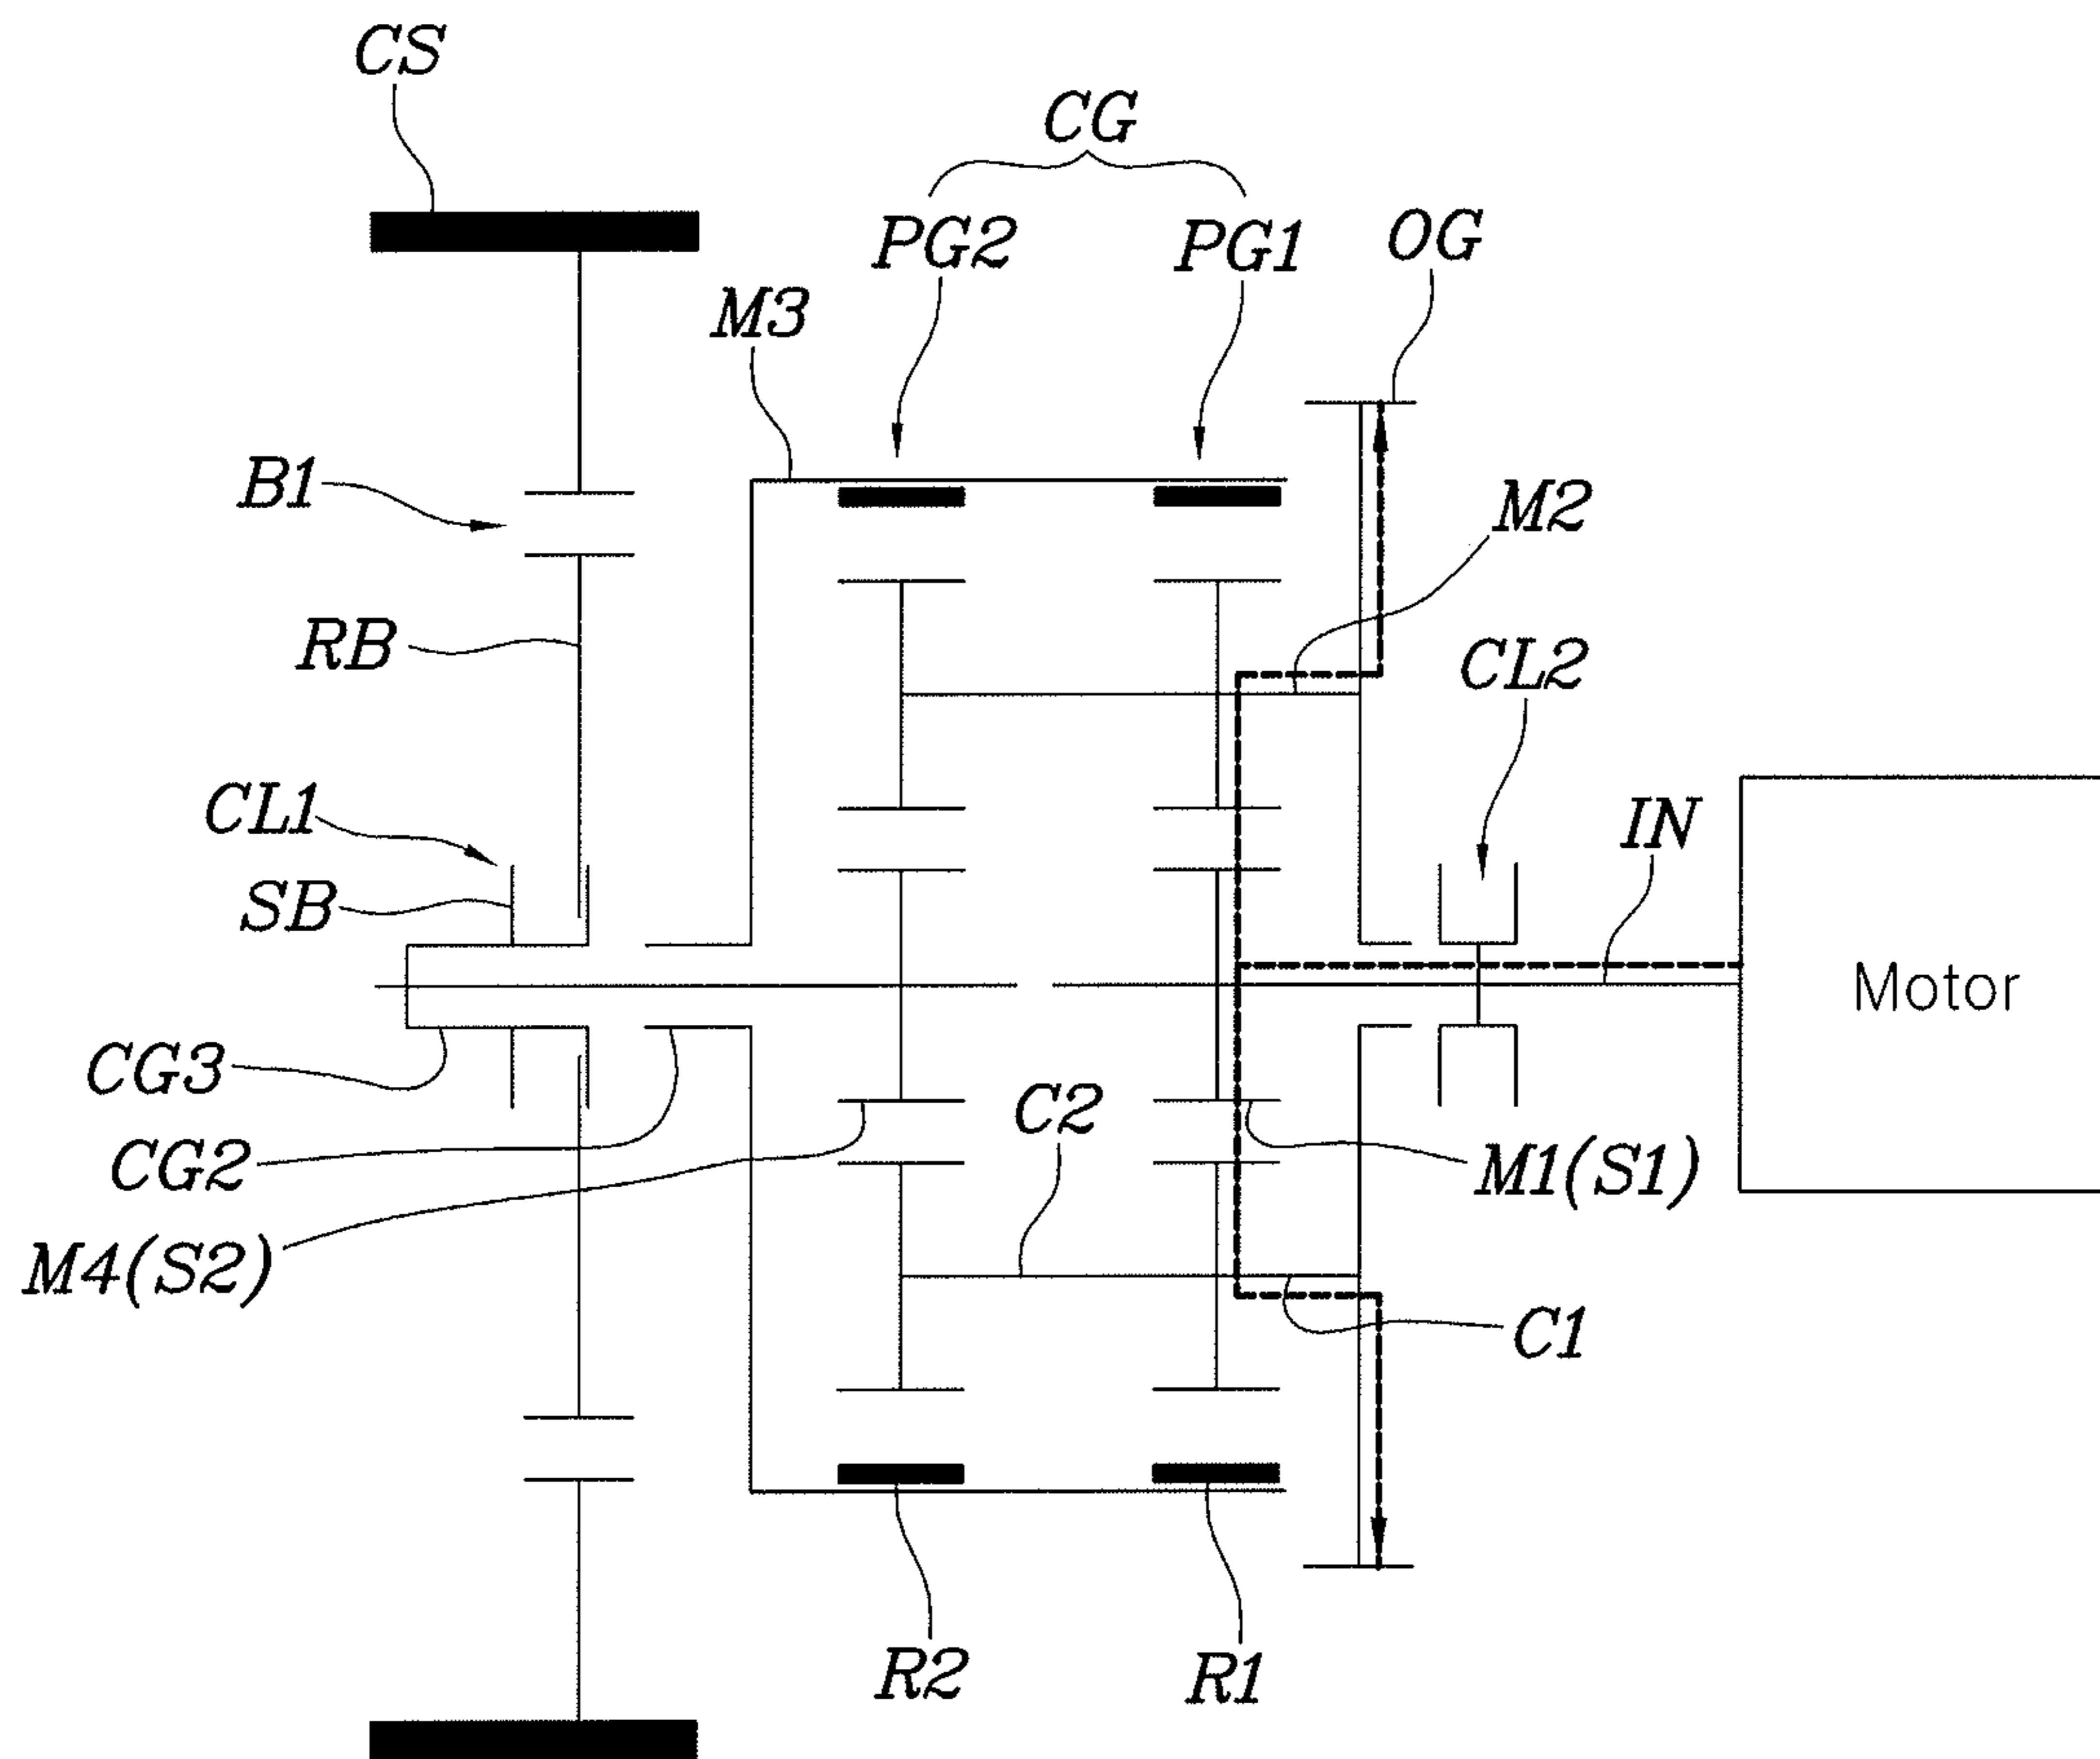 CS
CG
PG2
PG1
OG
M3
B1
M2
RB
CL2
CL1
IN
SB
Motor
CG3
C2
CG2
M1(S1)
M4(S2)
C1
R2
R1